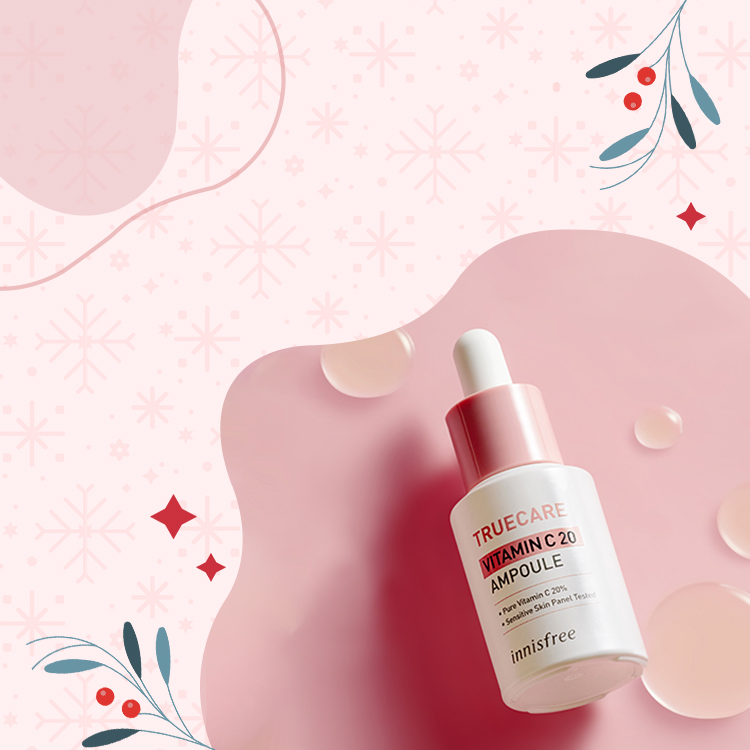 TRUECARE
VITAMIN C 20
AMPOULE
• Pure Vitamin C 20%
• Sensitive Skin Panel Tested
innisfree